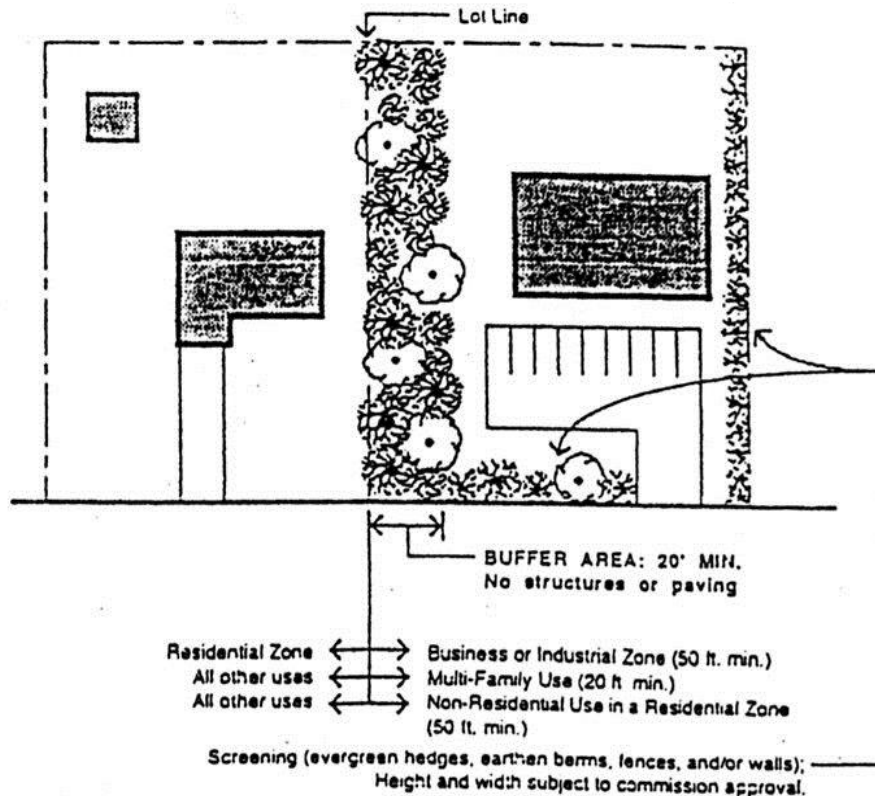 Lot Line
BUFFER AREA: 20' MIN.
No structures or paving
Residential Zone
Business or Industrial Zone (50 ft. min.)
All other uses
Multi-Family Use (20 ft min.)
All other uses
Non-Residential Use in a Residential Zone
(50 ft. min.)
Screening (evergreen hedges, earthen berms, fences, and/or walls);
Height and width subject to commission approval.